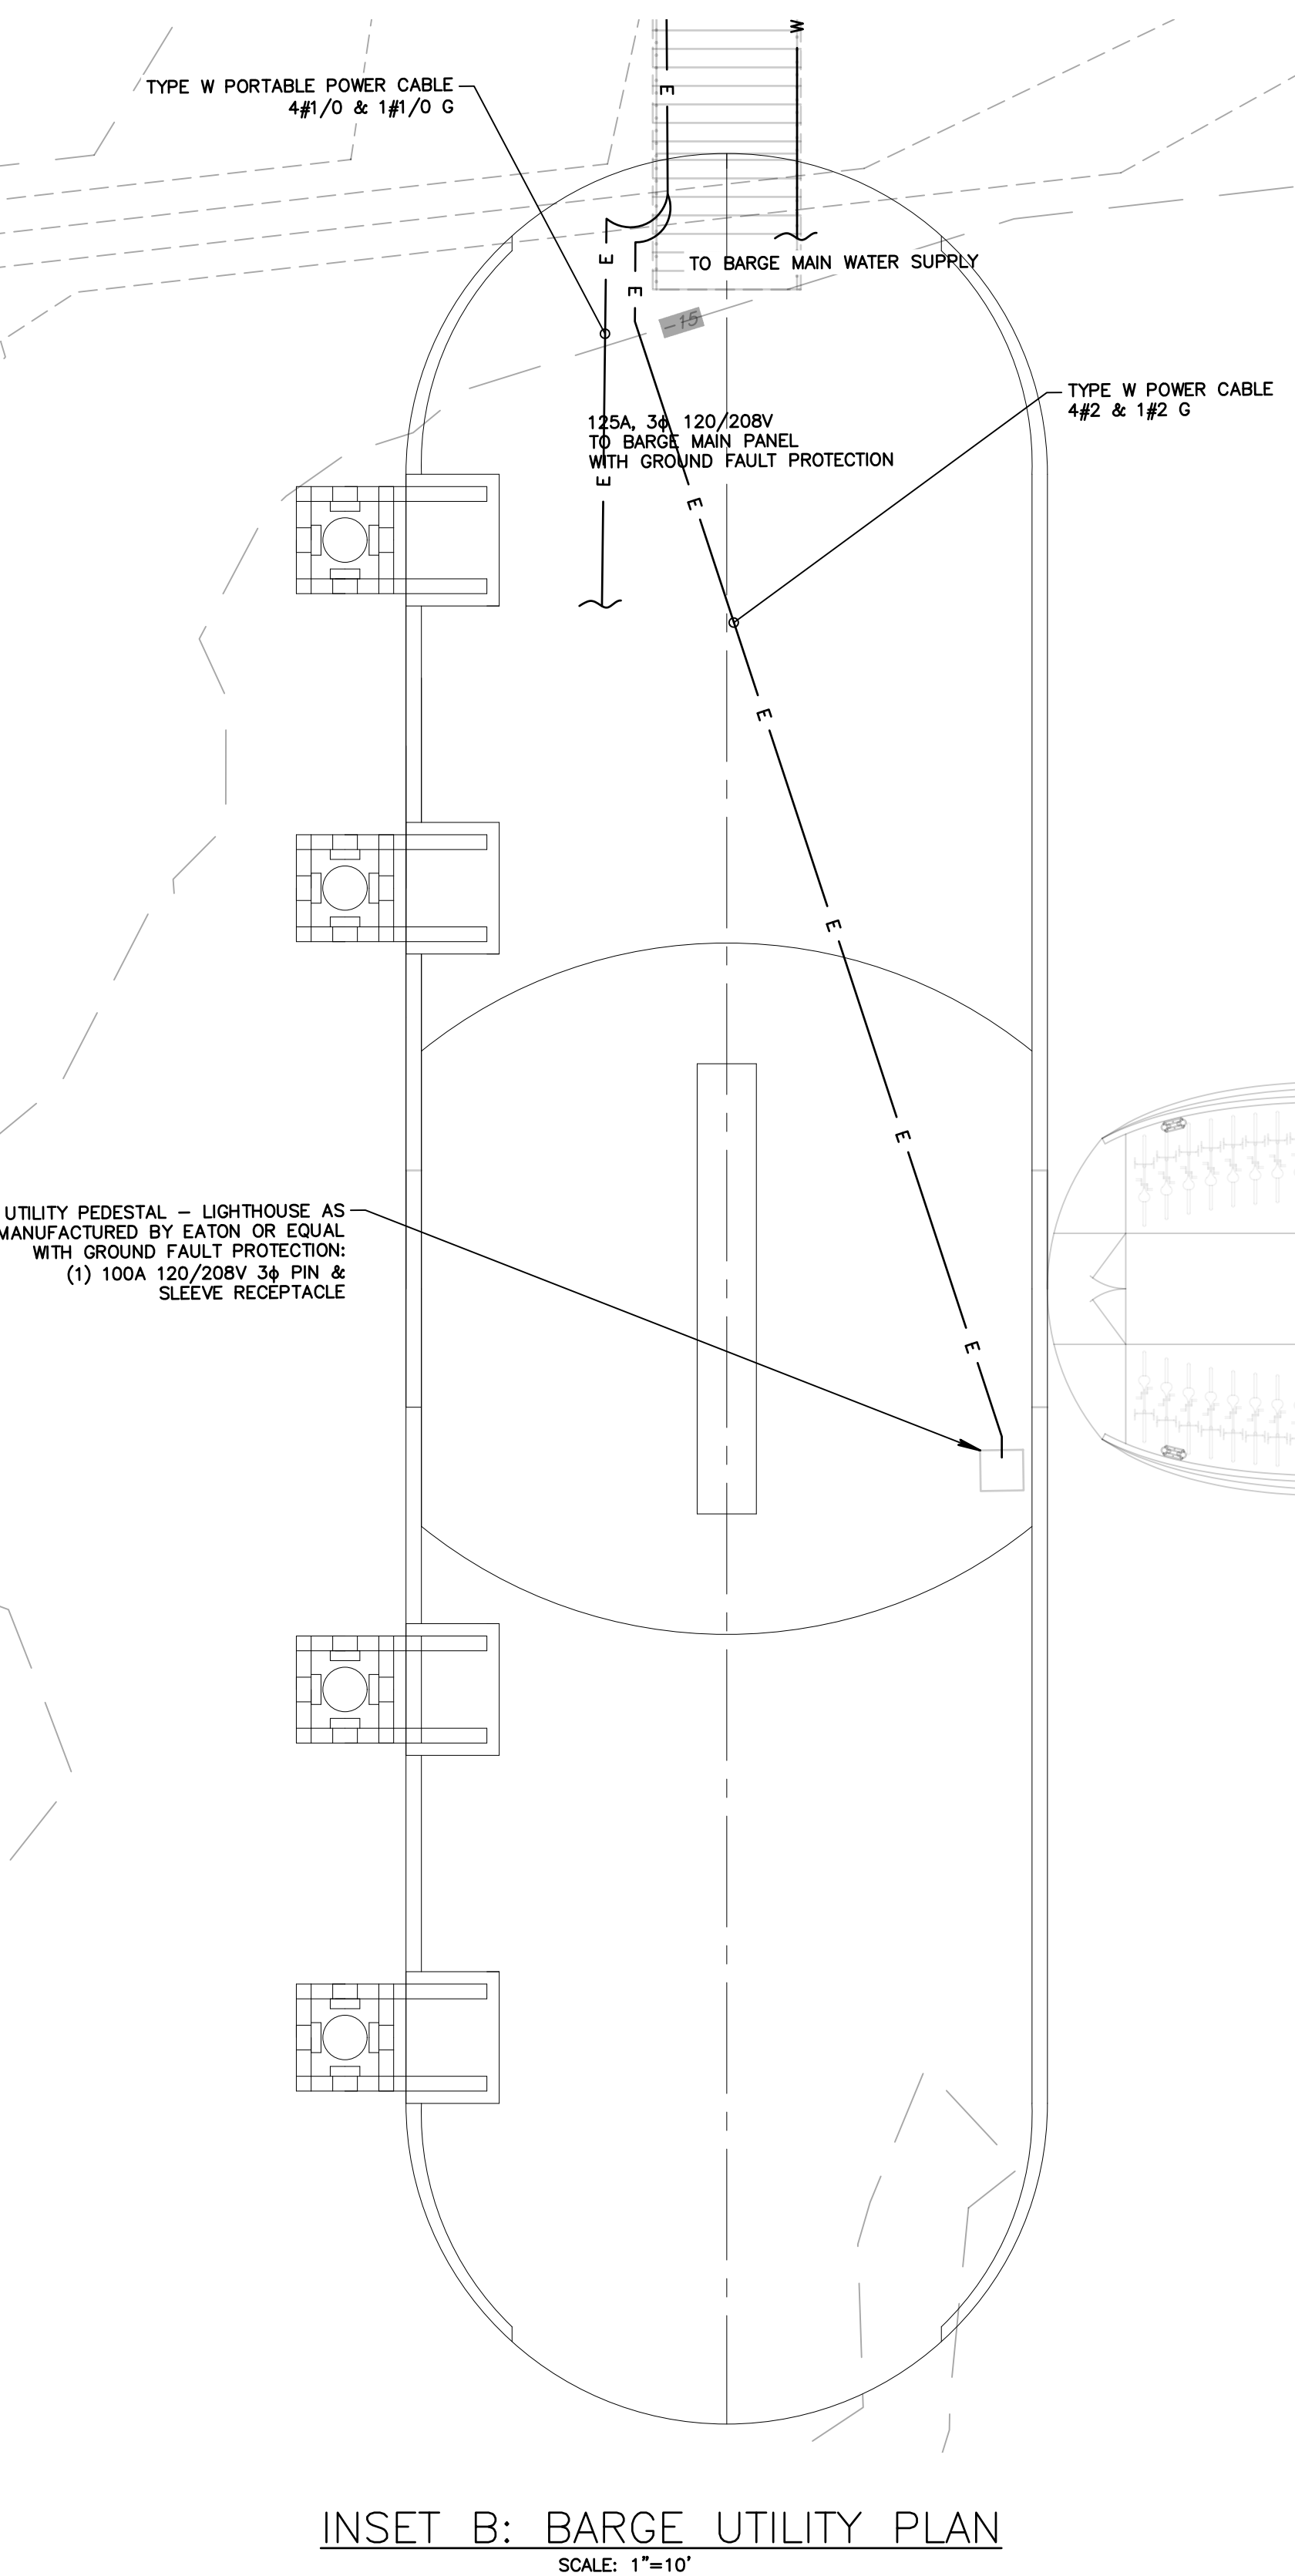 W
E
TYPE W PORTABLE POWER CABLE
4#1/0 & 1#1/0 G
E
TO BARGE MAIN WATER SUPPLY
E
-15
TYPE W POWER CABLE
4#2 & 1#2 G
125A, 3ϕ 120/208V
TO BARGE MAIN PANEL
WITH GROUND FAULT PROTECTION
E
E
E
E
E
UTILITY PEDESTAL – LIGHTHOUSE AS
MANUFACTURED BY EATON OR EQUAL
WITH GROUND FAULT PROTECTION:
(1) 100A 120/208V 3ϕ PIN &
SLEEVE RECEPTACLE
E
INSET B: BARGE UTILITY PLAN
SCALE: 1"=10'